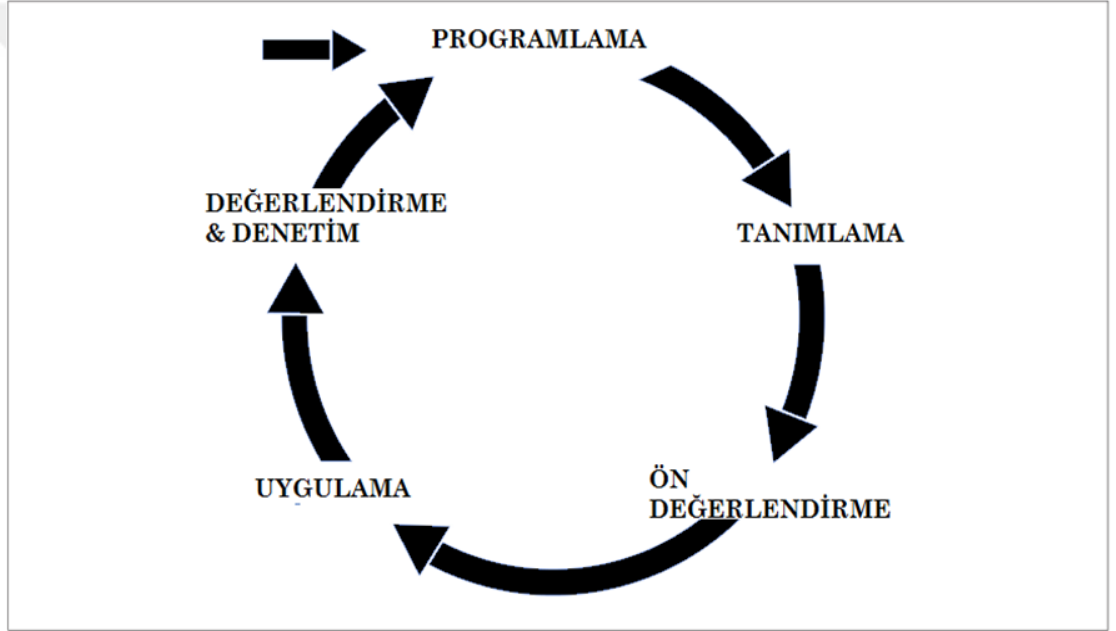 PROGRAMLAMA
TANIMLAMA
ÖN
DEĞERLENDİRME
UYGULAMA
DEĞERLENDİRME
& DENETİM